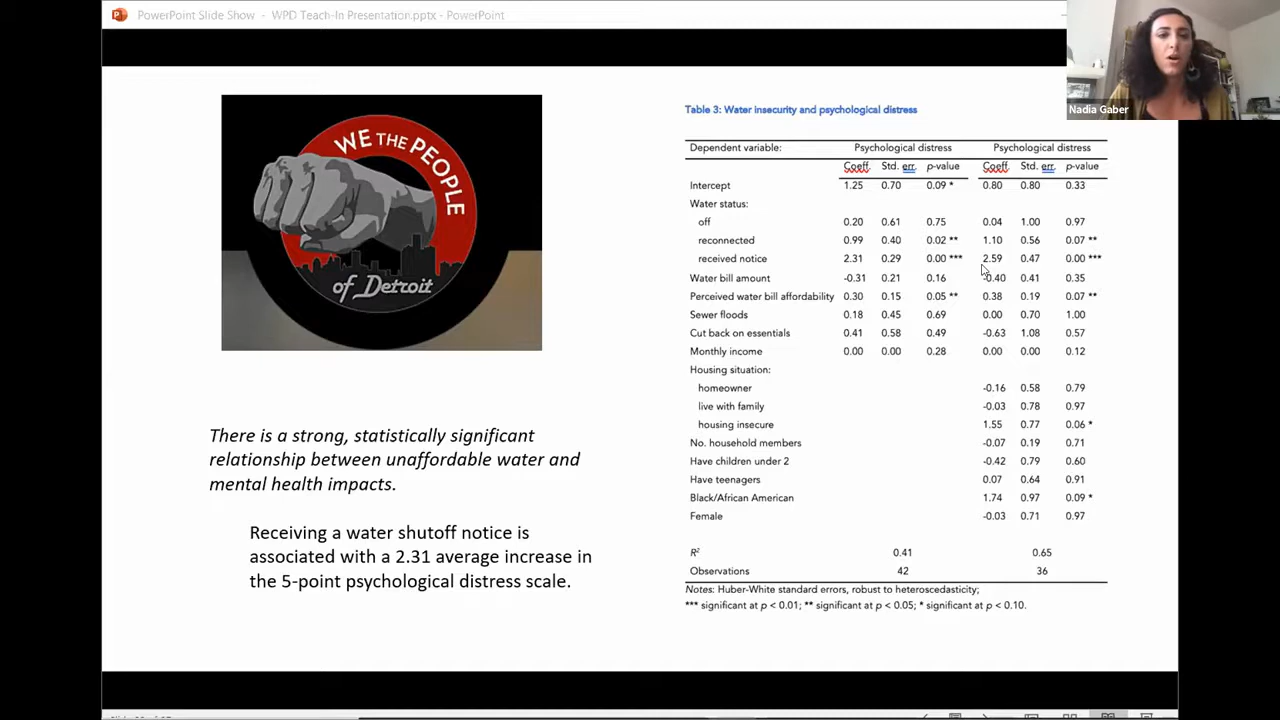 PowerPoint Slide Show - WPD Teach-In Presentation.pptx - PowerPoint
Nadia Gaber
WE THE PEOPLE
of Detroit
There is a strong, statistically significant
relationship between unaffordable water and
mental health impacts.
Receiving a water shutoff notice is
associated with a 2.31 average increase in
the 5-point psychological distress scale.
Table 3: Water insecurity and psychological distress
Dependent variable: Psychological distress Psychological distress
Coeff. Std. err. p-value Coeff. Std. err. p-value
Intercept 1.25 0.70 0.09 * 0.80 0.80 0.33
Water status:
off 0.20 0.61 0.75 0.04 1.00 0.97
reconnected 0.99 0.40 0.02 ** 1.10 0.56 0.07 **
received notice 2.31 0.29 0.00 *** 2.59 0.47 0.00 ***
Water bill amount -0.31 0.21 0.16 -0.40 0.41 0.35
Perceived water bill affordability 0.30 0.15 0.05 ** 0.38 0.19 0.07 **
Sewer floods 0.18 0.45 0.69 0.00 0.70 1.00
Cut back on essentials 0.41 0.58 0.49 -0.63 1.08 0.57
Monthly income 0.00 0.00 0.28 0.00 0.00 0.12
Housing situation:
homeowner -0.16 0.58 0.79
live with family -0.03 0.78 0.97
housing insecure 1.55 0.77 0.06 *
No. household members -0.07 0.19 0.71
Have children under 2 -0.42 0.79 0.60
Have teenagers 0.07 0.64 0.91
Black/African American 1.74 0.97 0.09 *
Female -0.03 0.71 0.97
R² 0.41 0.65
Observations 42 36
Notes: Huber-White standard errors, robust to heteroscedasticity;
*** significant at p < 0.01; ** significant at p < 0.05; * significant at p < 0.10.